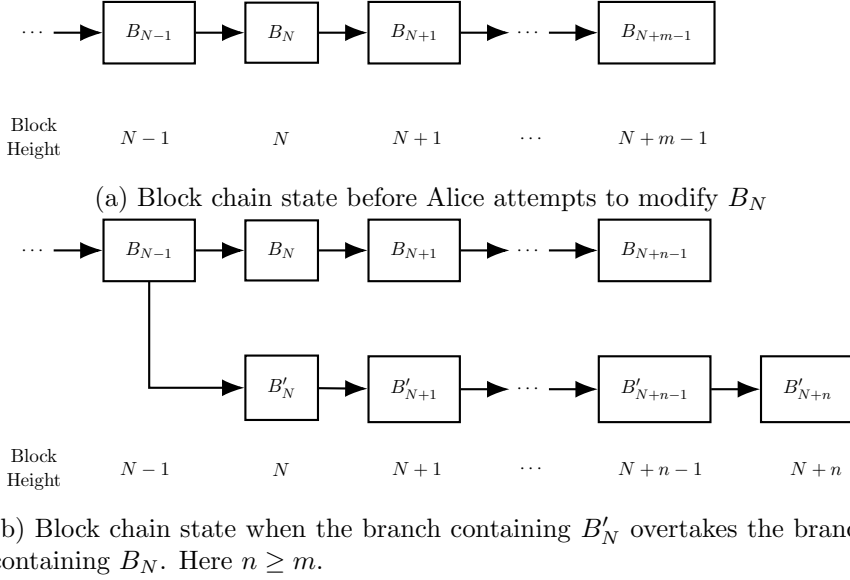 ⋯ B_{N−1} B_N B_{N+1} ⋯ B_{N+m−1}
Block
Height N − 1 N N + 1 ⋯ N + m − 1
(a) Block chain state before Alice attempts to modify B_N
⋯ B_{N−1} B_N B_{N+1} ⋯ B_{N+n−1}
B′_N B′_{N+1} ⋯ B′_{N+n−1} B′_{N+n}
Block
Height N − 1 N N + 1 ⋯ N + n − 1 N + n
b) Block chain state when the branch containing B′_N overtakes the branc
containing B_N. Here n ≥ m.